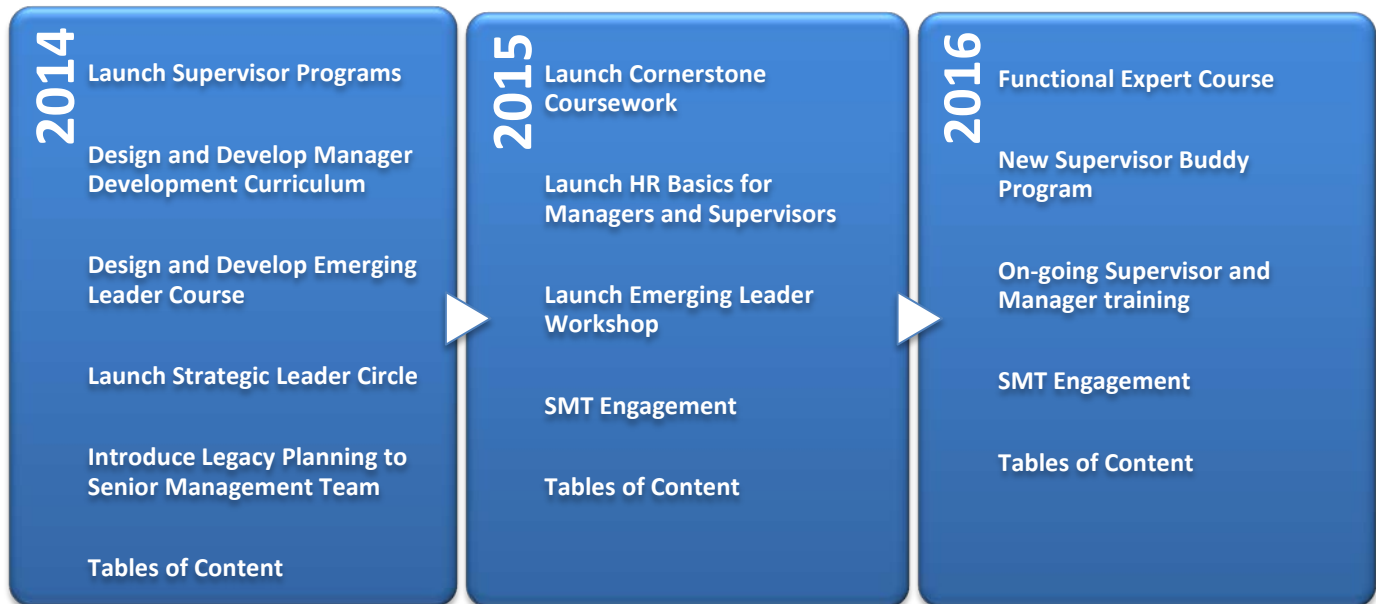 2014
Launch Supervisor Programs
Design and Develop Manager
Development Curriculum
Design and Develop Emerging
Leader Course
Launch Strategic Leader Circle
Introduce Legacy Planning to
Senior Management Team
Tables of Content
2015
Launch Cornerstone
Coursework
Launch HR Basics for
Managers and Supervisors
Launch Emerging Leader
Workshop
SMT Engagement
Tables of Content
2016
Functional Expert Course
New Supervisor Buddy
Program
On-going Supervisor and
Manager training
SMT Engagement
Tables of Content